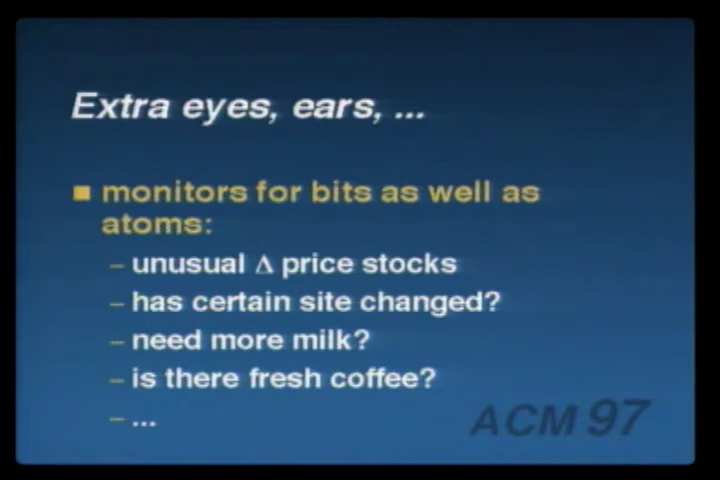 Extra eyes, ears, ...
■ monitors for bits as well as
atoms:
– unusual Δ price stocks
– has certain site changed?
– need more milk?
– is there fresh coffee?
– ...
ACM 97